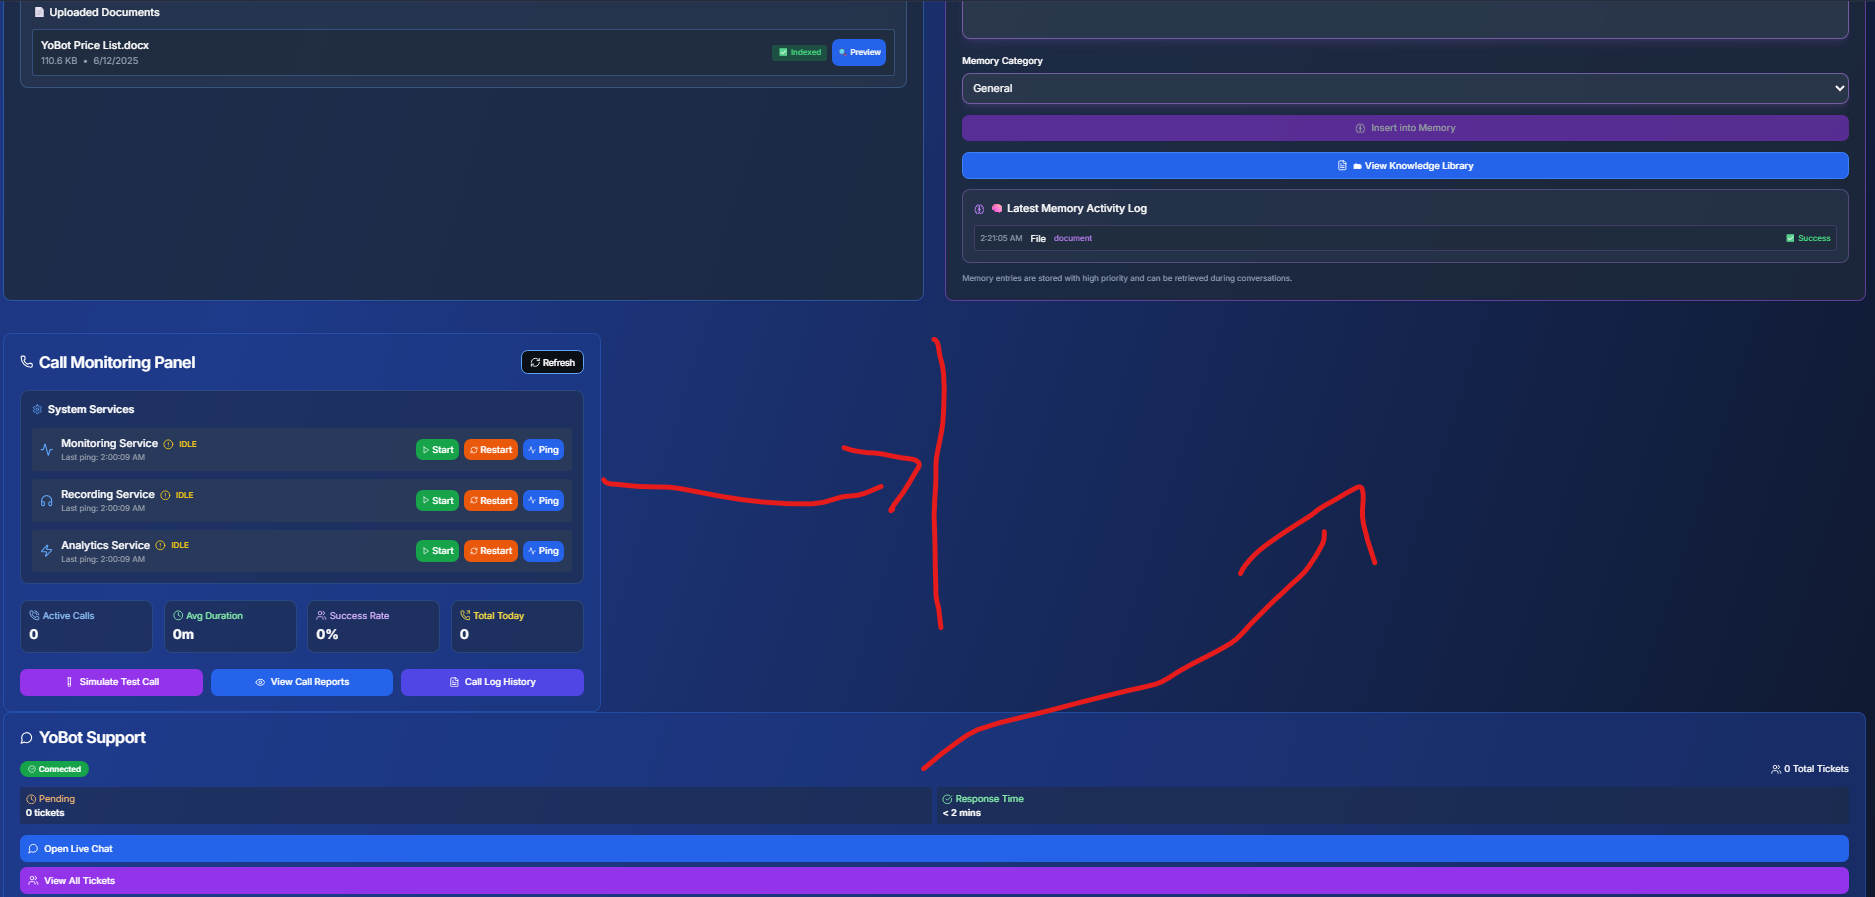 Uploaded Documents
YoBot Price List.docx
110.6 KB • 6/12/2025
Indexed
Preview
Memory Category
General
Insert into Memory
View Knowledge Library
Latest Memory Activity Log
2:21:05 AM File document Success
Memory entries are stored with high priority and can be retrieved during conversations.
Call Monitoring Panel
Refresh
System Services
Monitoring Service IDLE
Last ping: 2:00:09 AM
Start Restart Ping
Recording Service IDLE
Last ping: 2:00:09 AM
Start Restart Ping
Analytics Service IDLE
Last ping: 2:00:09 AM
Start Restart Ping
Active Calls
0
Avg Duration
0m
Success Rate
0%
Total Today
0
Simulate Test Call
View Call Reports
Call Log History
YoBot Support
Connected
0 Total Tickets
Pending
0 tickets
Response Time
< 2 mins
Open Live Chat
View All Tickets